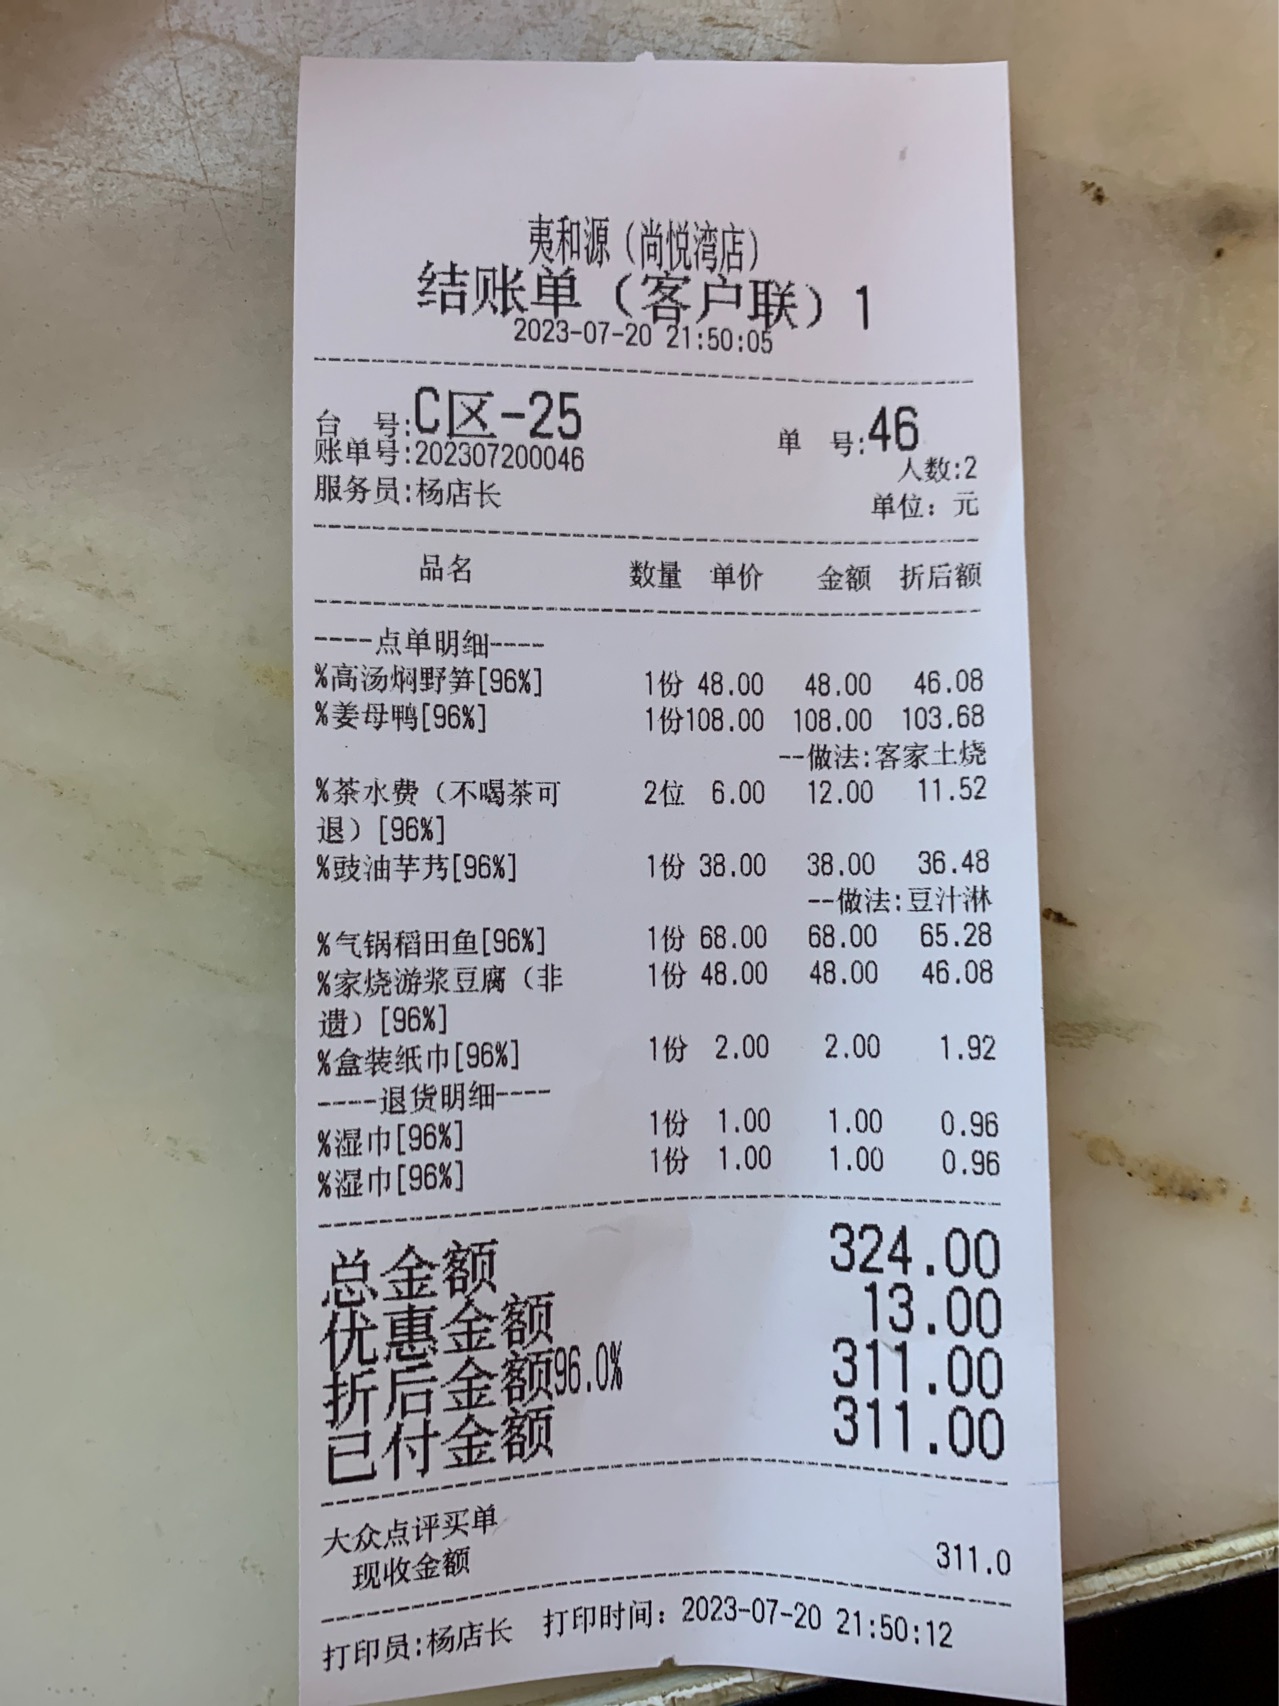 夷和源（尚悦湾店）
结账单（客户联）1
2023-07-20 21:50:05
台 号:C区-25 单 号:46
账单号:202307200046 人数:2
服务员:杨店长 单位：元
品名 数量 单价 金额 折后额
----点单明细----
%高汤焖野笋[96%] 1份 48.00 48.00 46.08
%姜母鸭[96%] 1份108.00 108.00 103.68
--做法:客家土烧
%茶水费（不喝茶可 2位 6.00 12.00 11.52
退）[96%]
%豉油芋艿[96%] 1份 38.00 38.00 36.48
--做法:豆汁淋
%气锅稻田鱼[96%] 1份 68.00 68.00 65.28
%家烧游浆豆腐（非 1份 48.00 48.00 46.08
遗）[96%]
%盒装纸巾[96%] 1份 2.00 2.00 1.92
----退货明细----
%湿巾[96%] 1份 1.00 1.00 0.96
%湿巾[96%] 1份 1.00 1.00 0.96
总金额 324.00
优惠金额 13.00
折后金额96.0% 311.00
已付金额 311.00
大众点评买单
现收金额 311.0
打印员:杨店长 打印时间：2023-07-20 21:50:12